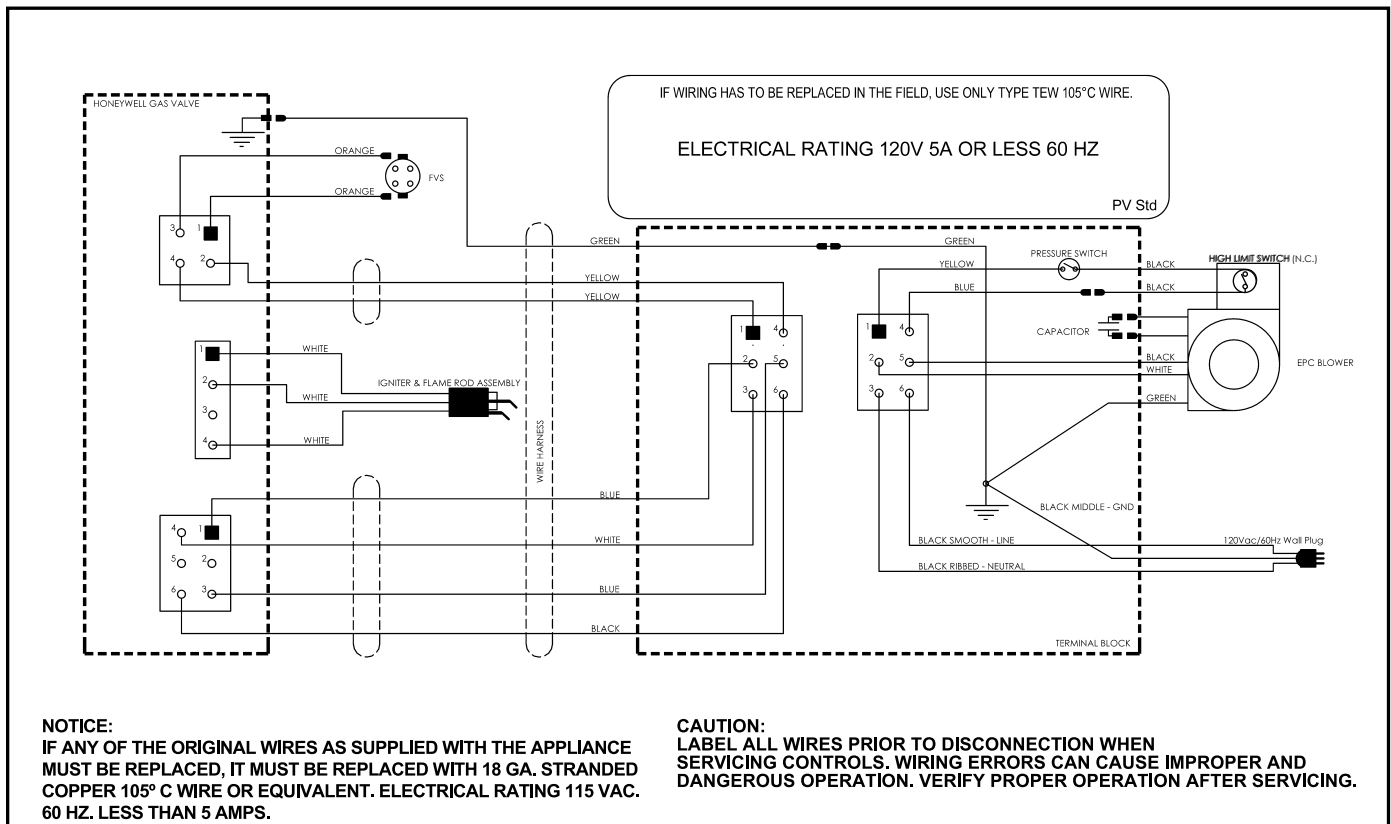 IF WIRING HAS TO BE REPLACED IN THE FIELD, USE ONLY TYPE TEW 105°C WIRE.
ELECTRICAL RATING 120V 5A OR LESS 60 HZ
PV Std
HONEYWELL GAS VALVE
ORANGE
FVS
ORANGE
3 1
4 2
GREEN
GREEN
PRESSURE SWITCH
HIGH LIMIT SWITCH (N.C.)
YELLOW
BLACK
YELLOW
BLUE
BLACK
YELLOW
1 4
2 5
3 6
1 4
2 5
3 6
CAPACITOR
BLACK
EPC BLOWER
WHITE
GREEN
1
2
3
4
WHITE
IGNITER & FLAME ROD ASSEMBLY
WHITE
WHITE
WIRE HARNESS
BLUE
BLACK MIDDLE - GND
4 1
5 2
6 3
WHITE
BLACK SMOOTH - LINE
120Vac/60Hz Wall Plug
BLACK RIBBED - NEUTRAL
BLUE
BLACK
TERMINAL BLOCK
NOTICE:
IF ANY OF THE ORIGINAL WIRES AS SUPPLIED WITH THE APPLIANCE
MUST BE REPLACED, IT MUST BE REPLACED WITH 18 GA. STRANDED
COPPER 105º C WIRE OR EQUIVALENT. ELECTRICAL RATING 115 VAC.
60 HZ. LESS THAN 5 AMPS.
CAUTION:
LABEL ALL WIRES PRIOR TO DISCONNECTION WHEN
SERVICING CONTROLS. WIRING ERRORS CAN CAUSE IMPROPER AND
DANGEROUS OPERATION. VERIFY PROPER OPERATION AFTER SERVICING.